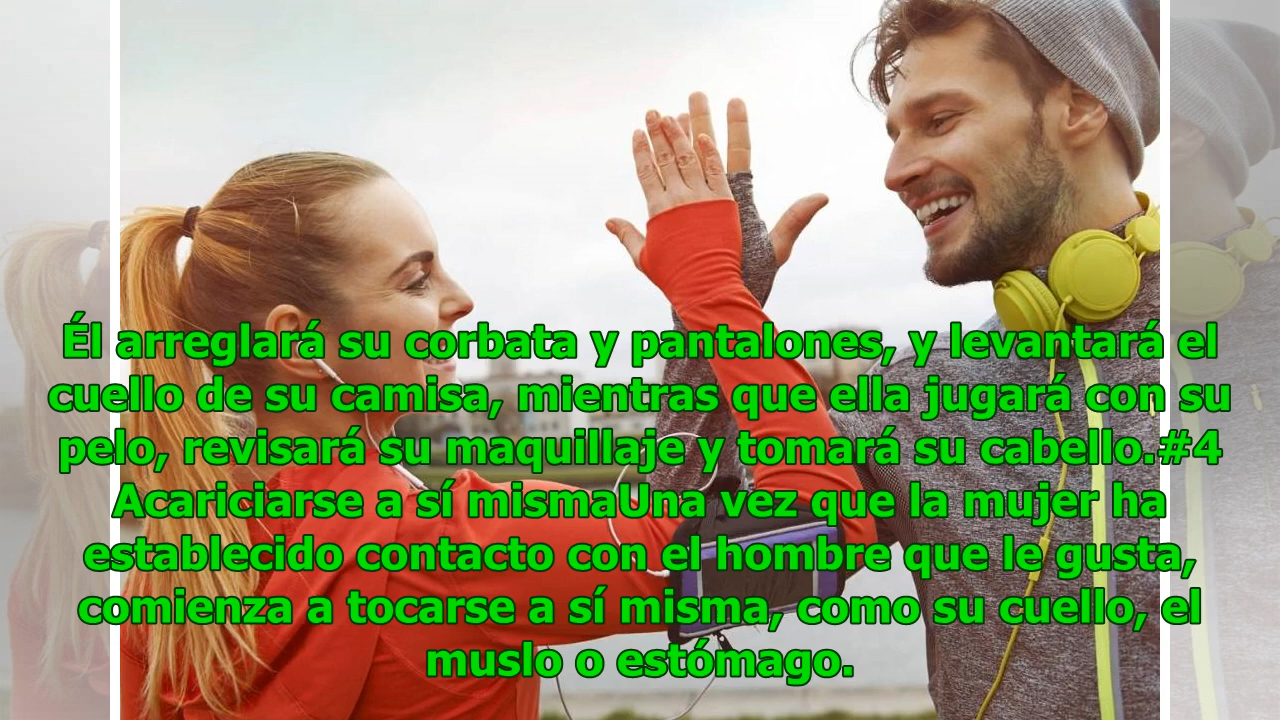 Él arreglará su corbata y pantalones, y levantará el
cuello de su camisa, mientras que ella jugará con su
pelo, revisará su maquillaje y tomará su cabello.#4
Acariciarse a sí mismaUna vez que la mujer ha
establecido contacto con el hombre que le gusta,
comienza a tocarse a sí misma, como su cuello, el
muslo o estómago.